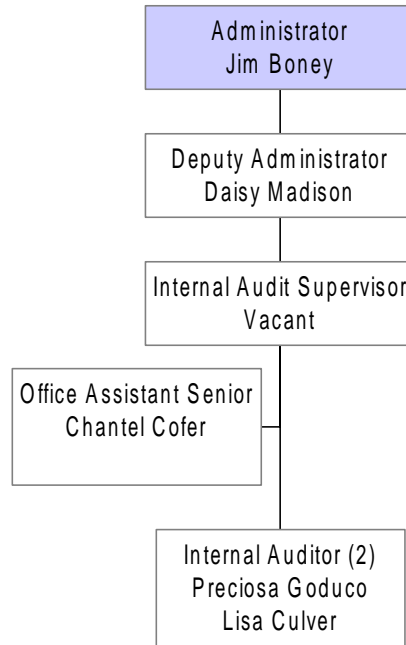 Administrator
Jim Boney
Deputy Administrator
Daisy Madison
Internal Audit Supervisor
Vacant
Office Assistant Senior
Chantel Cofer
Internal Auditor (2)
Preciosa Goduco
Lisa Culver